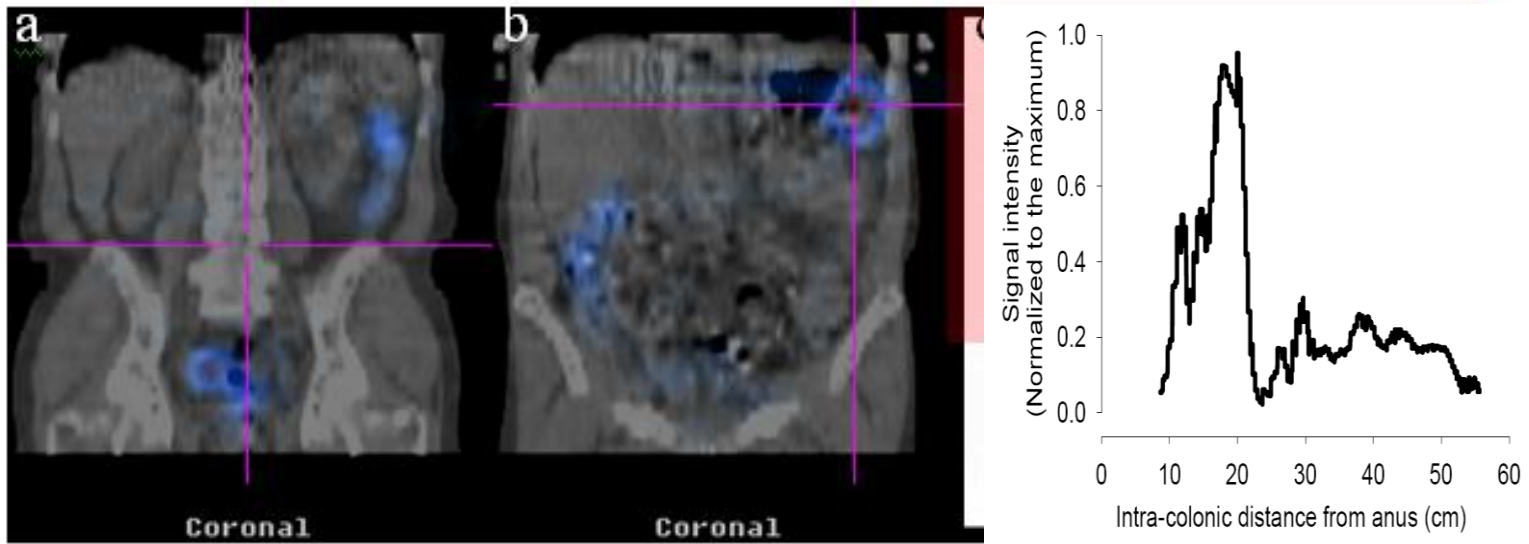 a
b
Coronal
Coronal
Signal intensity
(Normalized to the maximum)
1.0
0.8
0.6
0.4
0.2
0.0
0 10 20 30 40 50 60
Intra-colonic distance from anus (cm)